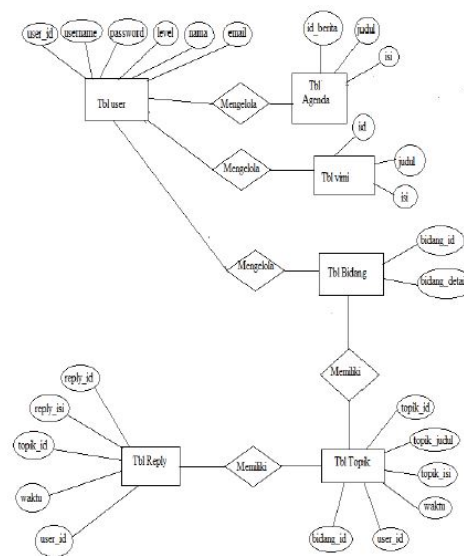 user_id
username
password
level
nama
email
Tbl user
Mengelola
id_berita
judul
isi
Tbl
Agenda
Mengelola
id
judul
isi
Tbl vimi
Mengelola
Tbl Bidang
bidang_id
bidang_detai
Memiliki
reply_id
reply_isi
topik_id
waktu
user_id
Tbl Reply
Memiliki
Tbl Topik
topik_id
topik_judul
topik_isi
waktu
user_id
bidang_id